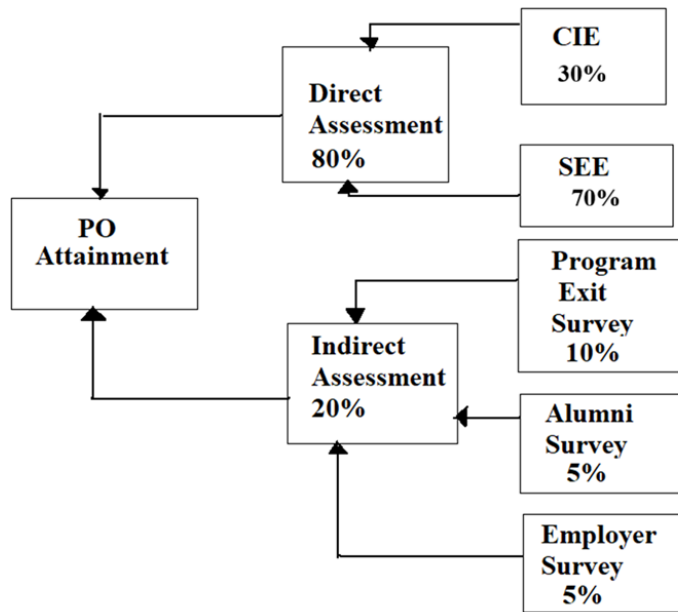 CIE
30%
Direct
Assessment
80%
SEE
70%
PO
Attainment
Program
Exit
Survey
10%
Indirect
Assessment
20%
Alumni
Survey
5%
Employer
Survey
5%